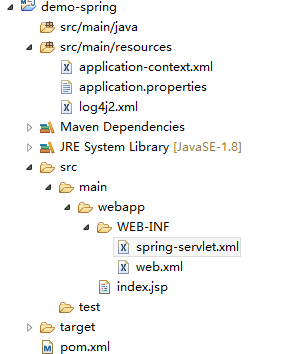 demo-spring
src/main/java
src/main/resources
application-context.xml
application.properties
log4j2.xml
Maven Dependencies
JRE System Library [JavaSE-1.8]
src
main
webapp
WEB-INF
spring-servlet.xml
web.xml
index.jsp
test
target
pom.xml